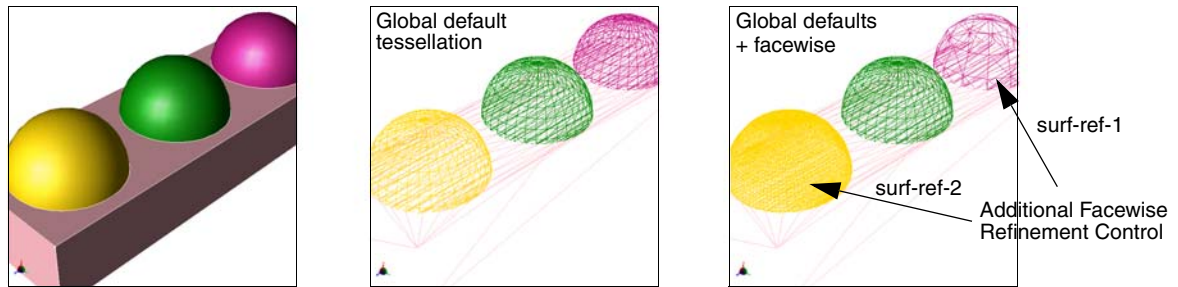 Global default
tessellation
Global defaults
+ facewise
surf-ref-1
surf-ref-2
Additional Facewise
Refinement Control